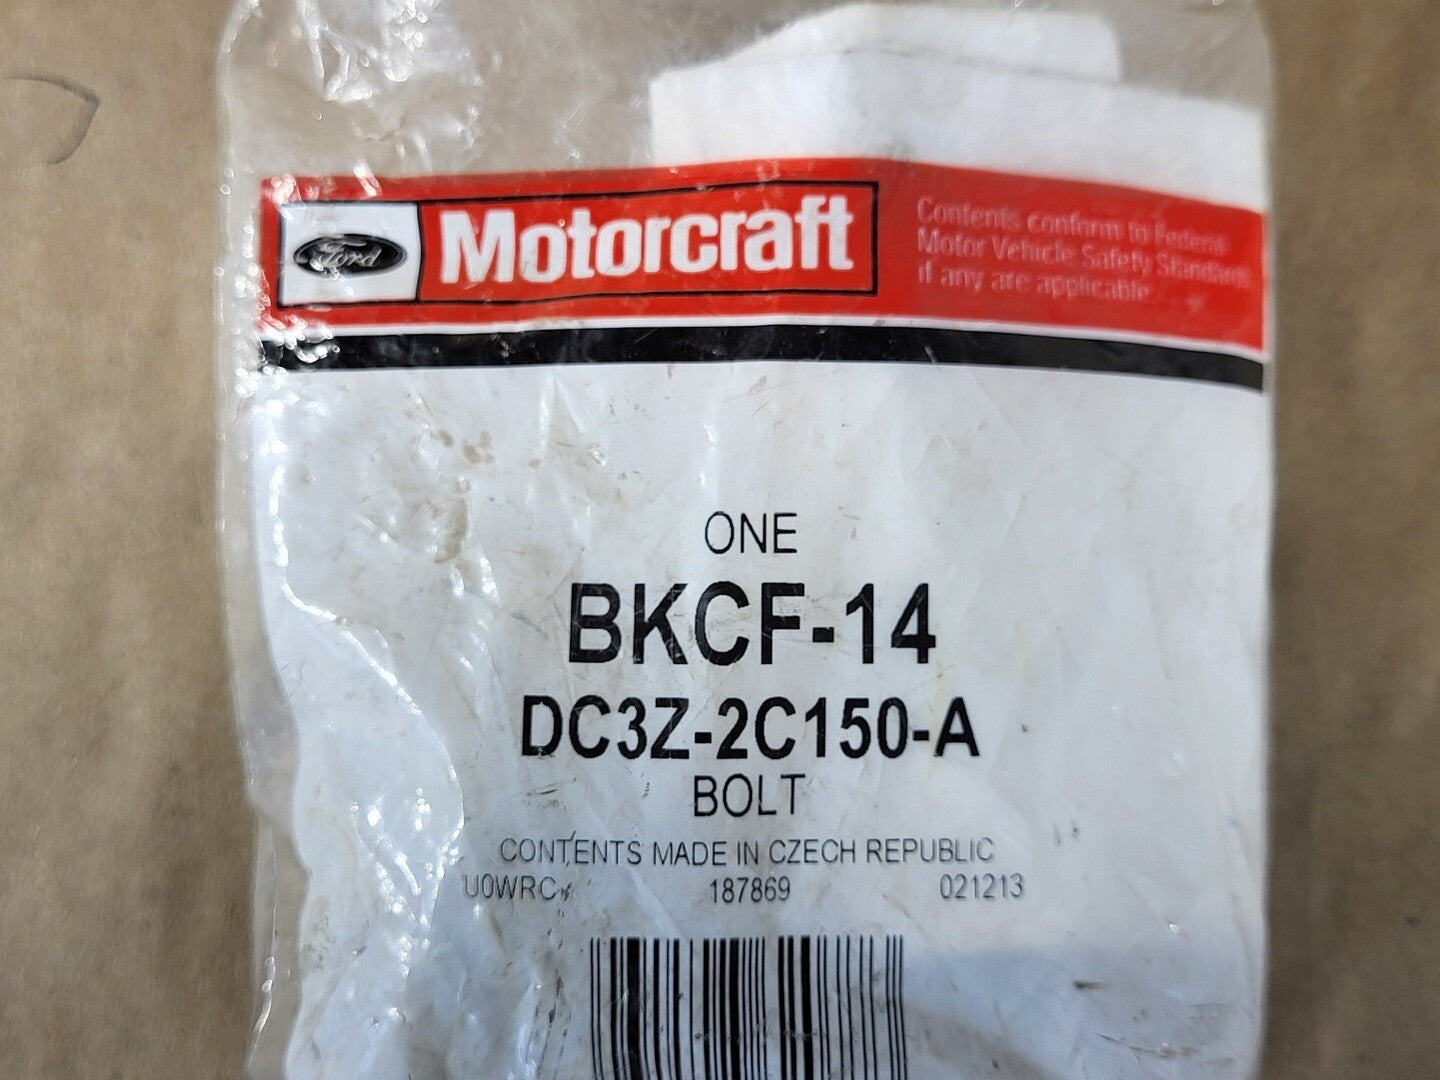 Ford
Motorcraft
Contents conform to Federal
Motor Vehicle Safety Standards,
if any are applicable.
ONE
BKCF-14
DC3Z-2C150-A
BOLT
CONTENTS MADE IN CZECH REPUBLIC
U0WRC 187869 021213